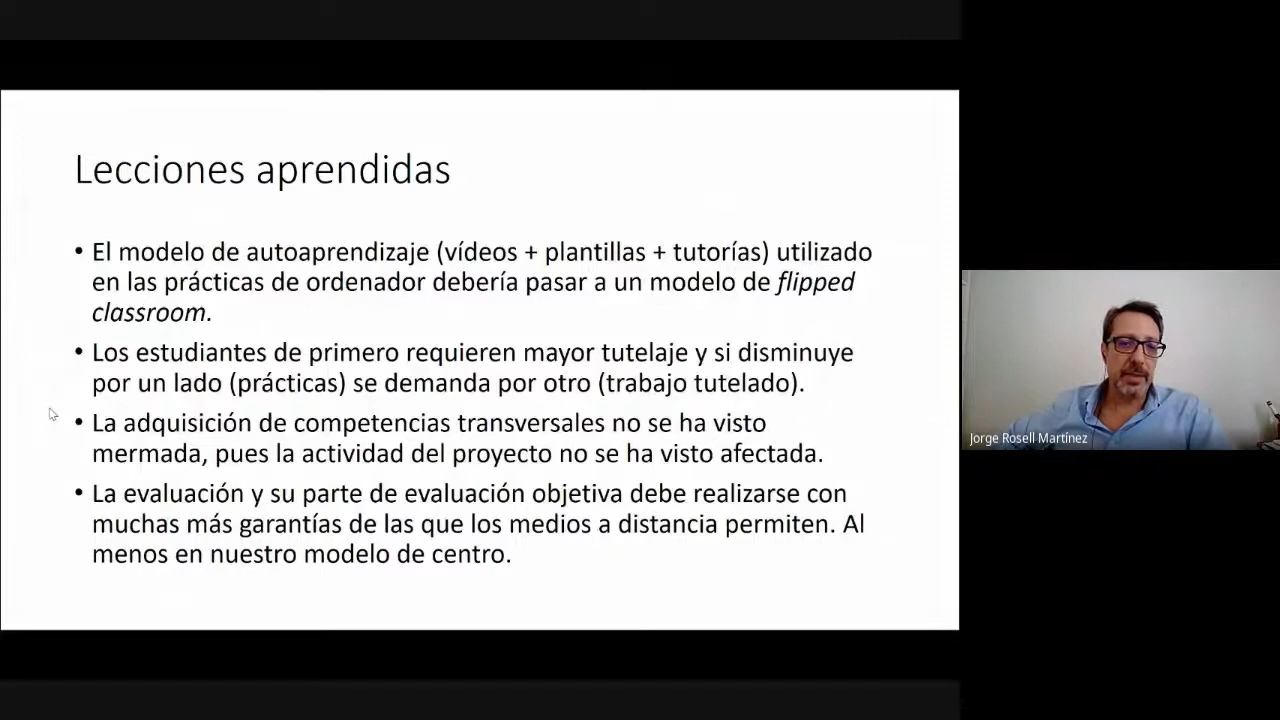 Lecciones aprendidas
• El modelo de autoaprendizaje (vídeos + plantillas + tutorías) utilizado
en las prácticas de ordenador debería pasar a un modelo de flipped
classroom.
• Los estudiantes de primero requieren mayor tutelaje y si disminuye
por un lado (prácticas) se demanda por otro (trabajo tutelado).
• La adquisición de competencias transversales no se ha visto
mermada, pues la actividad del proyecto no se ha visto afectada.
• La evaluación y su parte de evaluación objetiva debe realizarse con
muchas más garantías de las que los medios a distancia permiten. Al
menos en nuestro modelo de centro.
Jorge Rosell Martínez